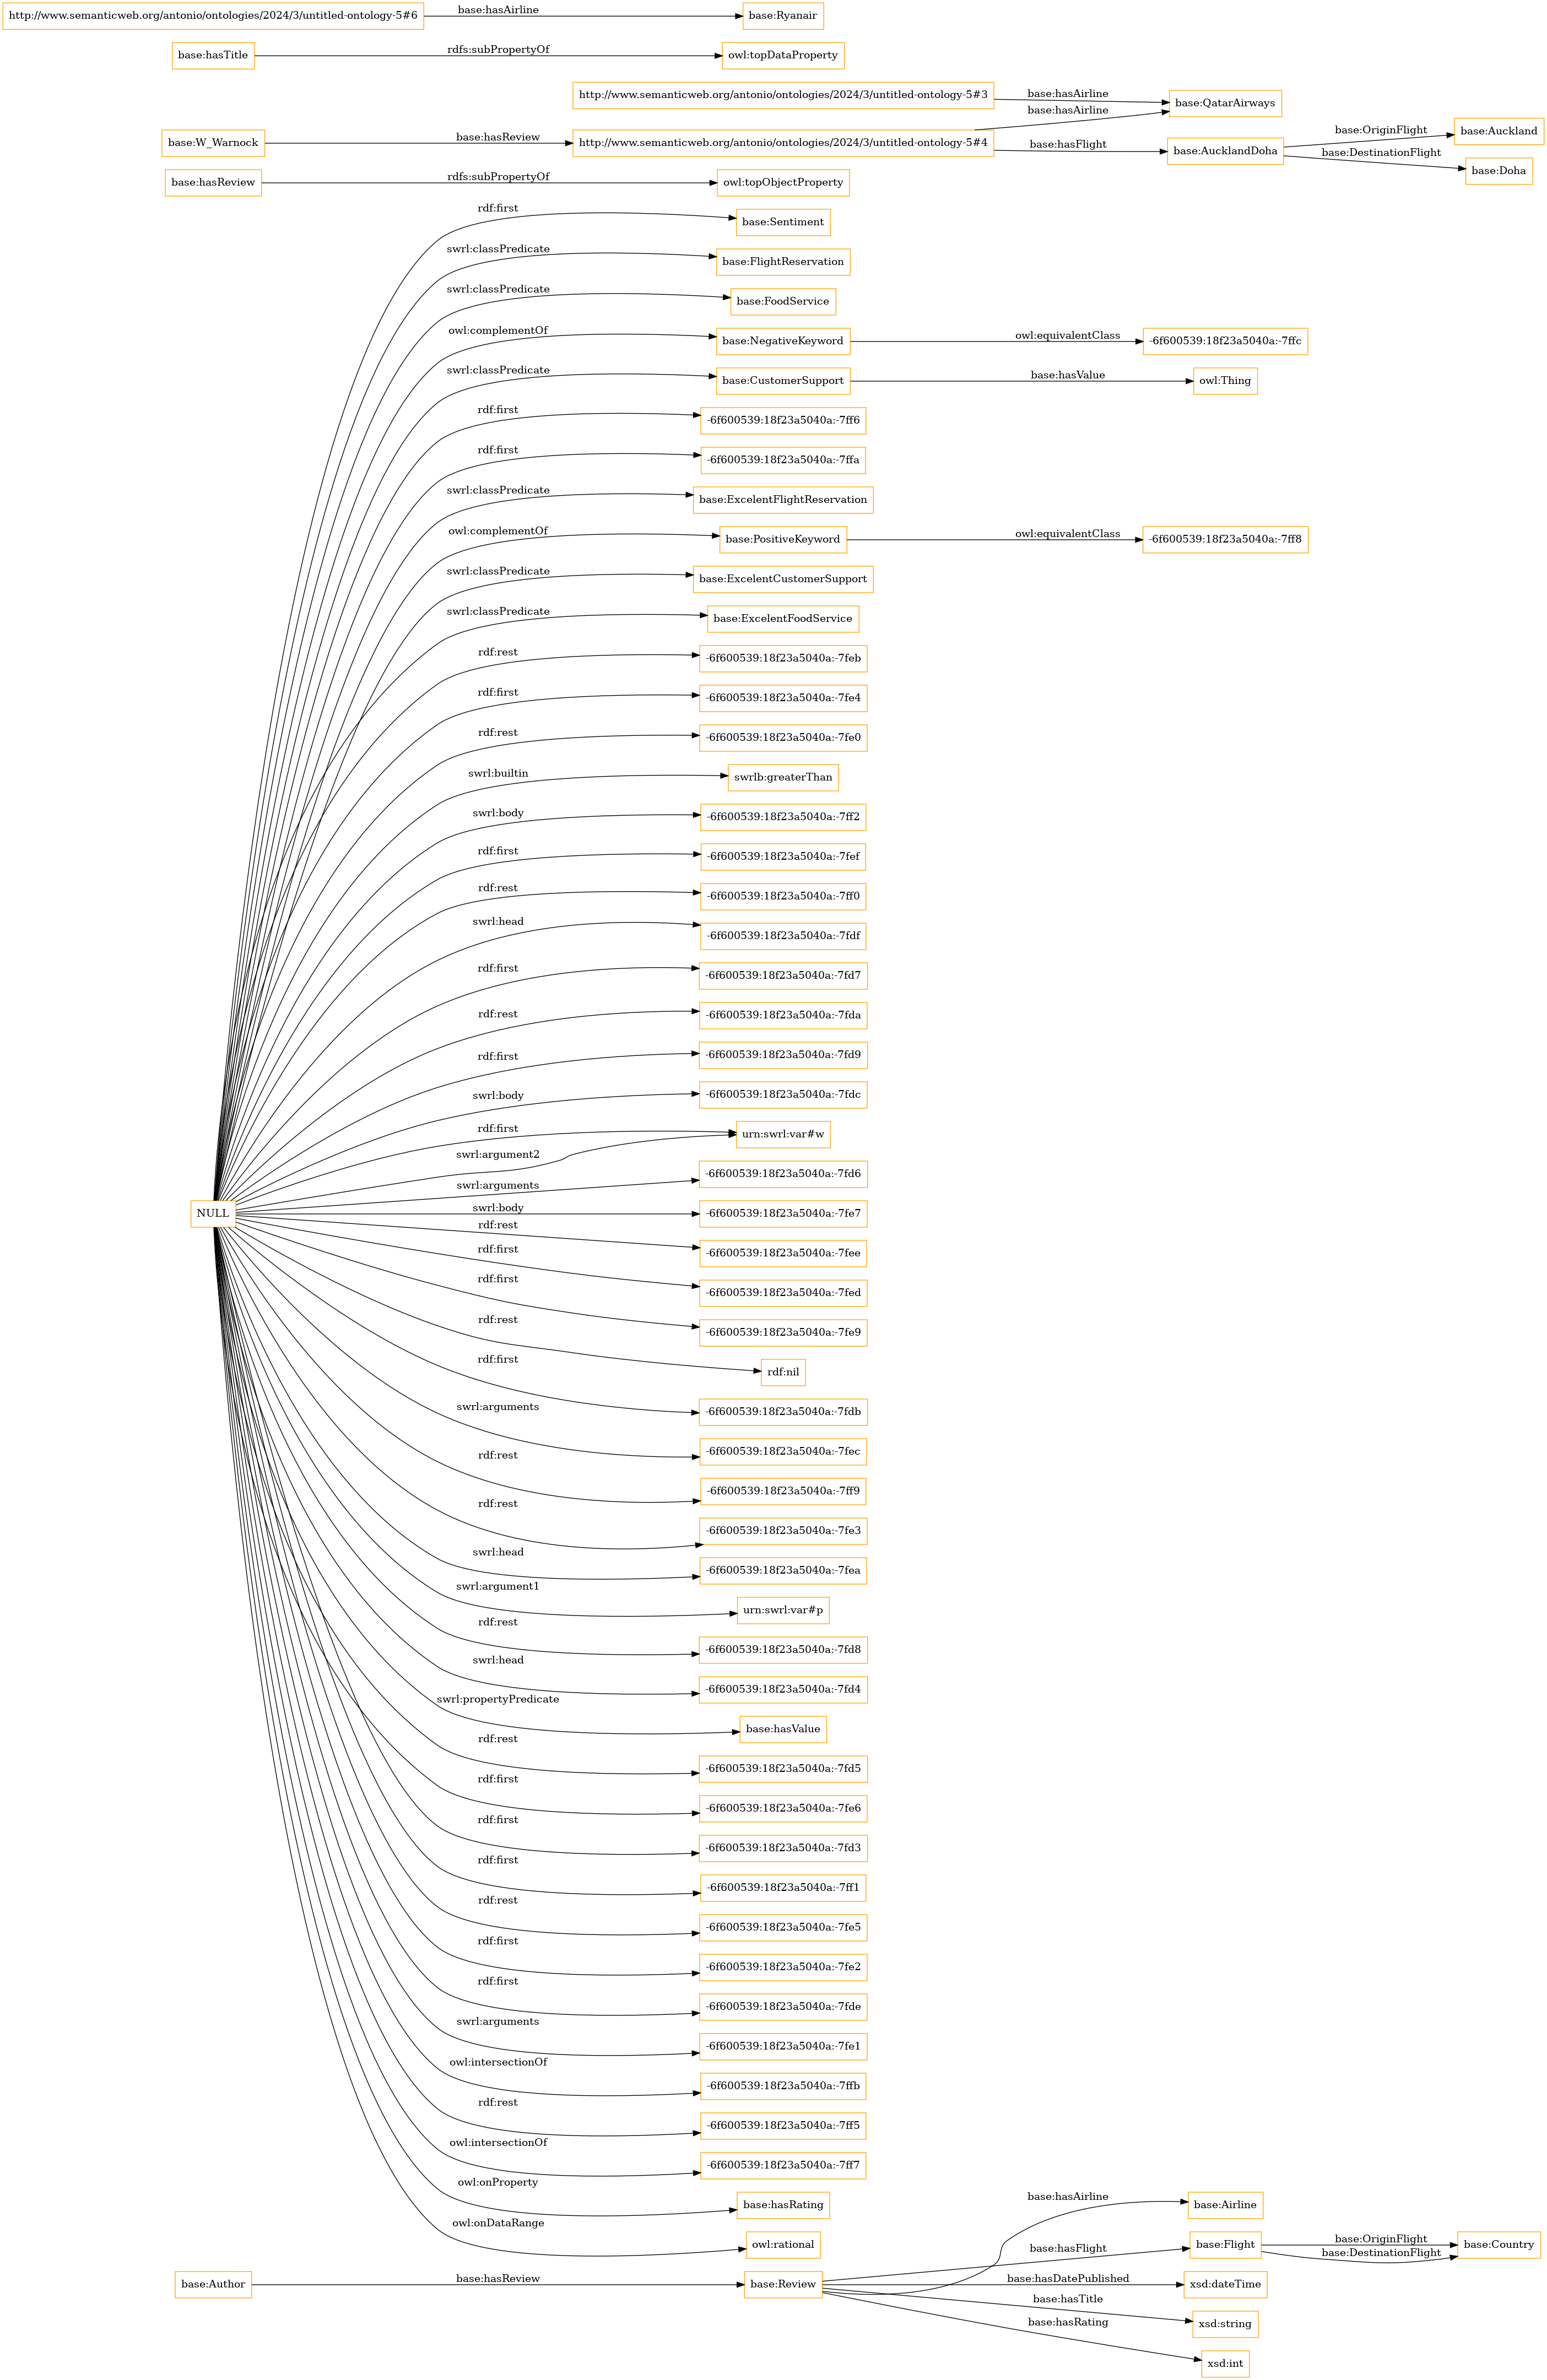 http://www.semanticweb.org/antonio/ontologies/2024/3/untitled-ontology-5#6
base:hasAirline
base:Ryanair
base:hasTitle
rdfs:subPropertyOf
owl:topDataProperty
http://www.semanticweb.org/antonio/ontologies/2024/3/untitled-ontology-5#3
base:hasAirline
base:QatarAirways
base:W_Warnock
base:hasReview
http://www.semanticweb.org/antonio/ontologies/2024/3/untitled-ontology-5#4
base:hasAirline
base:hasFlight
base:AucklandDoha
base:OriginFlight
base:Auckland
base:DestinationFlight
base:Doha
base:hasReview
rdfs:subPropertyOf
owl:topObjectProperty
NULL
rdf:first
base:Sentiment
swrl:classPredicate
base:FlightReservation
swrl:classPredicate
base:FoodService
owl:complementOf
base:NegativeKeyword
owl:equivalentClass
-6f600539:18f23a5040a:-7ffc
swrl:classPredicate
base:CustomerSupport
base:hasValue
owl:Thing
rdf:first
-6f600539:18f23a5040a:-7ff6
rdf:first
-6f600539:18f23a5040a:-7ffa
swrl:classPredicate
base:ExcelentFlightReservation
owl:complementOf
base:PositiveKeyword
owl:equivalentClass
-6f600539:18f23a5040a:-7ff8
swrl:classPredicate
base:ExcelentCustomerSupport
swrl:classPredicate
base:ExcelentFoodService
rdf:rest
-6f600539:18f23a5040a:-7feb
rdf:first
-6f600539:18f23a5040a:-7fe4
rdf:rest
-6f600539:18f23a5040a:-7fe0
swrl:builtin
swrlb:greaterThan
swrl:body
-6f600539:18f23a5040a:-7ff2
rdf:first
-6f600539:18f23a5040a:-7fef
rdf:rest
-6f600539:18f23a5040a:-7ff0
swrl:head
-6f600539:18f23a5040a:-7fdf
rdf:first
-6f600539:18f23a5040a:-7fd7
rdf:rest
-6f600539:18f23a5040a:-7fda
rdf:first
-6f600539:18f23a5040a:-7fd9
swrl:body
-6f600539:18f23a5040a:-7fdc
rdf:first
urn:swrl:var#w
swrl:argument2
swrl:arguments
-6f600539:18f23a5040a:-7fd6
swrl:body
-6f600539:18f23a5040a:-7fe7
rdf:rest
-6f600539:18f23a5040a:-7fee
rdf:first
-6f600539:18f23a5040a:-7fed
rdf:first
-6f600539:18f23a5040a:-7fe9
rdf:rest
rdf:nil
rdf:first
-6f600539:18f23a5040a:-7fdb
swrl:arguments
-6f600539:18f23a5040a:-7fec
rdf:rest
-6f600539:18f23a5040a:-7ff9
rdf:rest
-6f600539:18f23a5040a:-7fe3
swrl:head
-6f600539:18f23a5040a:-7fea
swrl:argument1
urn:swrl:var#p
rdf:rest
-6f600539:18f23a5040a:-7fd8
swrl:head
-6f600539:18f23a5040a:-7fd4
swrl:propertyPredicate
base:hasValue
rdf:rest
-6f600539:18f23a5040a:-7fd5
rdf:first
-6f600539:18f23a5040a:-7fe6
rdf:first
-6f600539:18f23a5040a:-7fd3
rdf:first
-6f600539:18f23a5040a:-7ff1
rdf:rest
-6f600539:18f23a5040a:-7fe5
rdf:first
-6f600539:18f23a5040a:-7fe2
rdf:first
-6f600539:18f23a5040a:-7fde
swrl:arguments
-6f600539:18f23a5040a:-7fe1
owl:intersectionOf
-6f600539:18f23a5040a:-7ffb
rdf:rest
-6f600539:18f23a5040a:-7ff5
owl:intersectionOf
-6f600539:18f23a5040a:-7ff7
owl:onProperty
base:hasRating
owl:onDataRange
owl:rational
base:Author
base:hasReview
base:Review
base:hasAirline
base:Airline
base:hasFlight
base:Flight
base:OriginFlight
base:DestinationFlight
base:Country
base:hasDatePublished
xsd:dateTime
base:hasTitle
xsd:string
base:hasRating
xsd:int